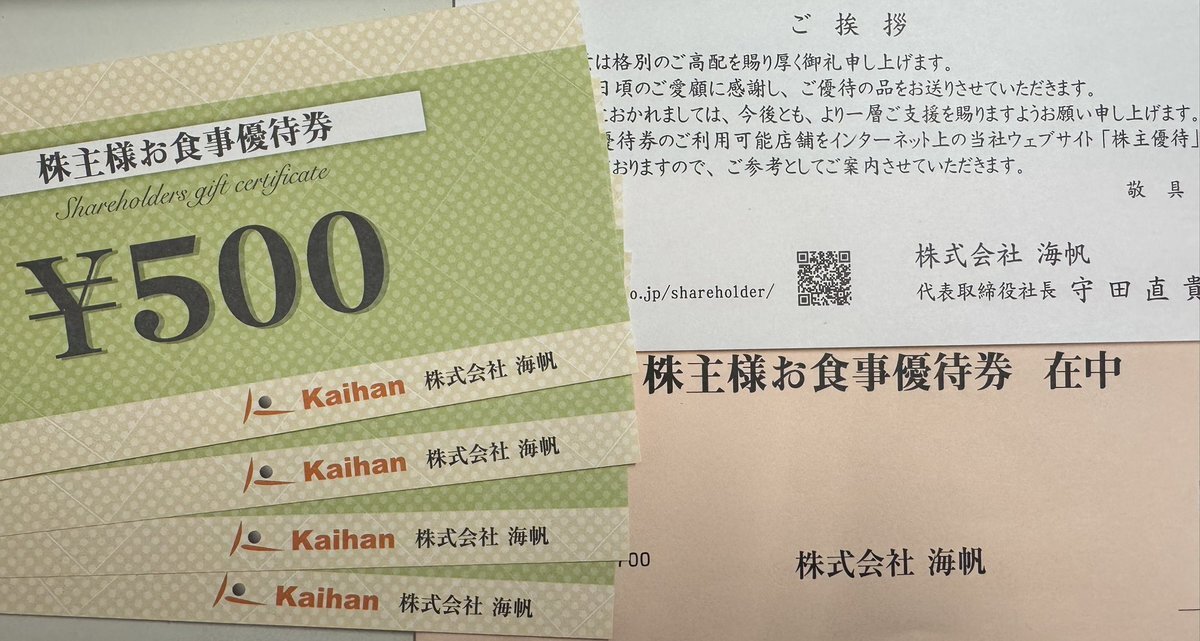 株主様お食事優待券
Shareholders gift certificate
¥500
Kaihan 株式会社 海帆
Kaihan 株式会社 海帆
Kaihan 株式会社 海帆
Kaihan 株式会社 海帆
ご挨拶
は格別のご高配を賜り厚く御礼申し上げます。
日頃のご愛顧に感謝し、ご優待の品をお送りさせていただきます。
おかれましては、今後とも、より一層ご支援を賜りますようお願い申し上げます。
優待券のご利用可能店舗をインターネット上の当社ウェブサイト「株主優待」
おりますので、ご参考としてご案内させていただきます。
敬具
o.jp/shareholder/
株式会社 海帆
代表取締役社長 守田直貴
株主様お食事優待券 在中
00
株式会社 海帆